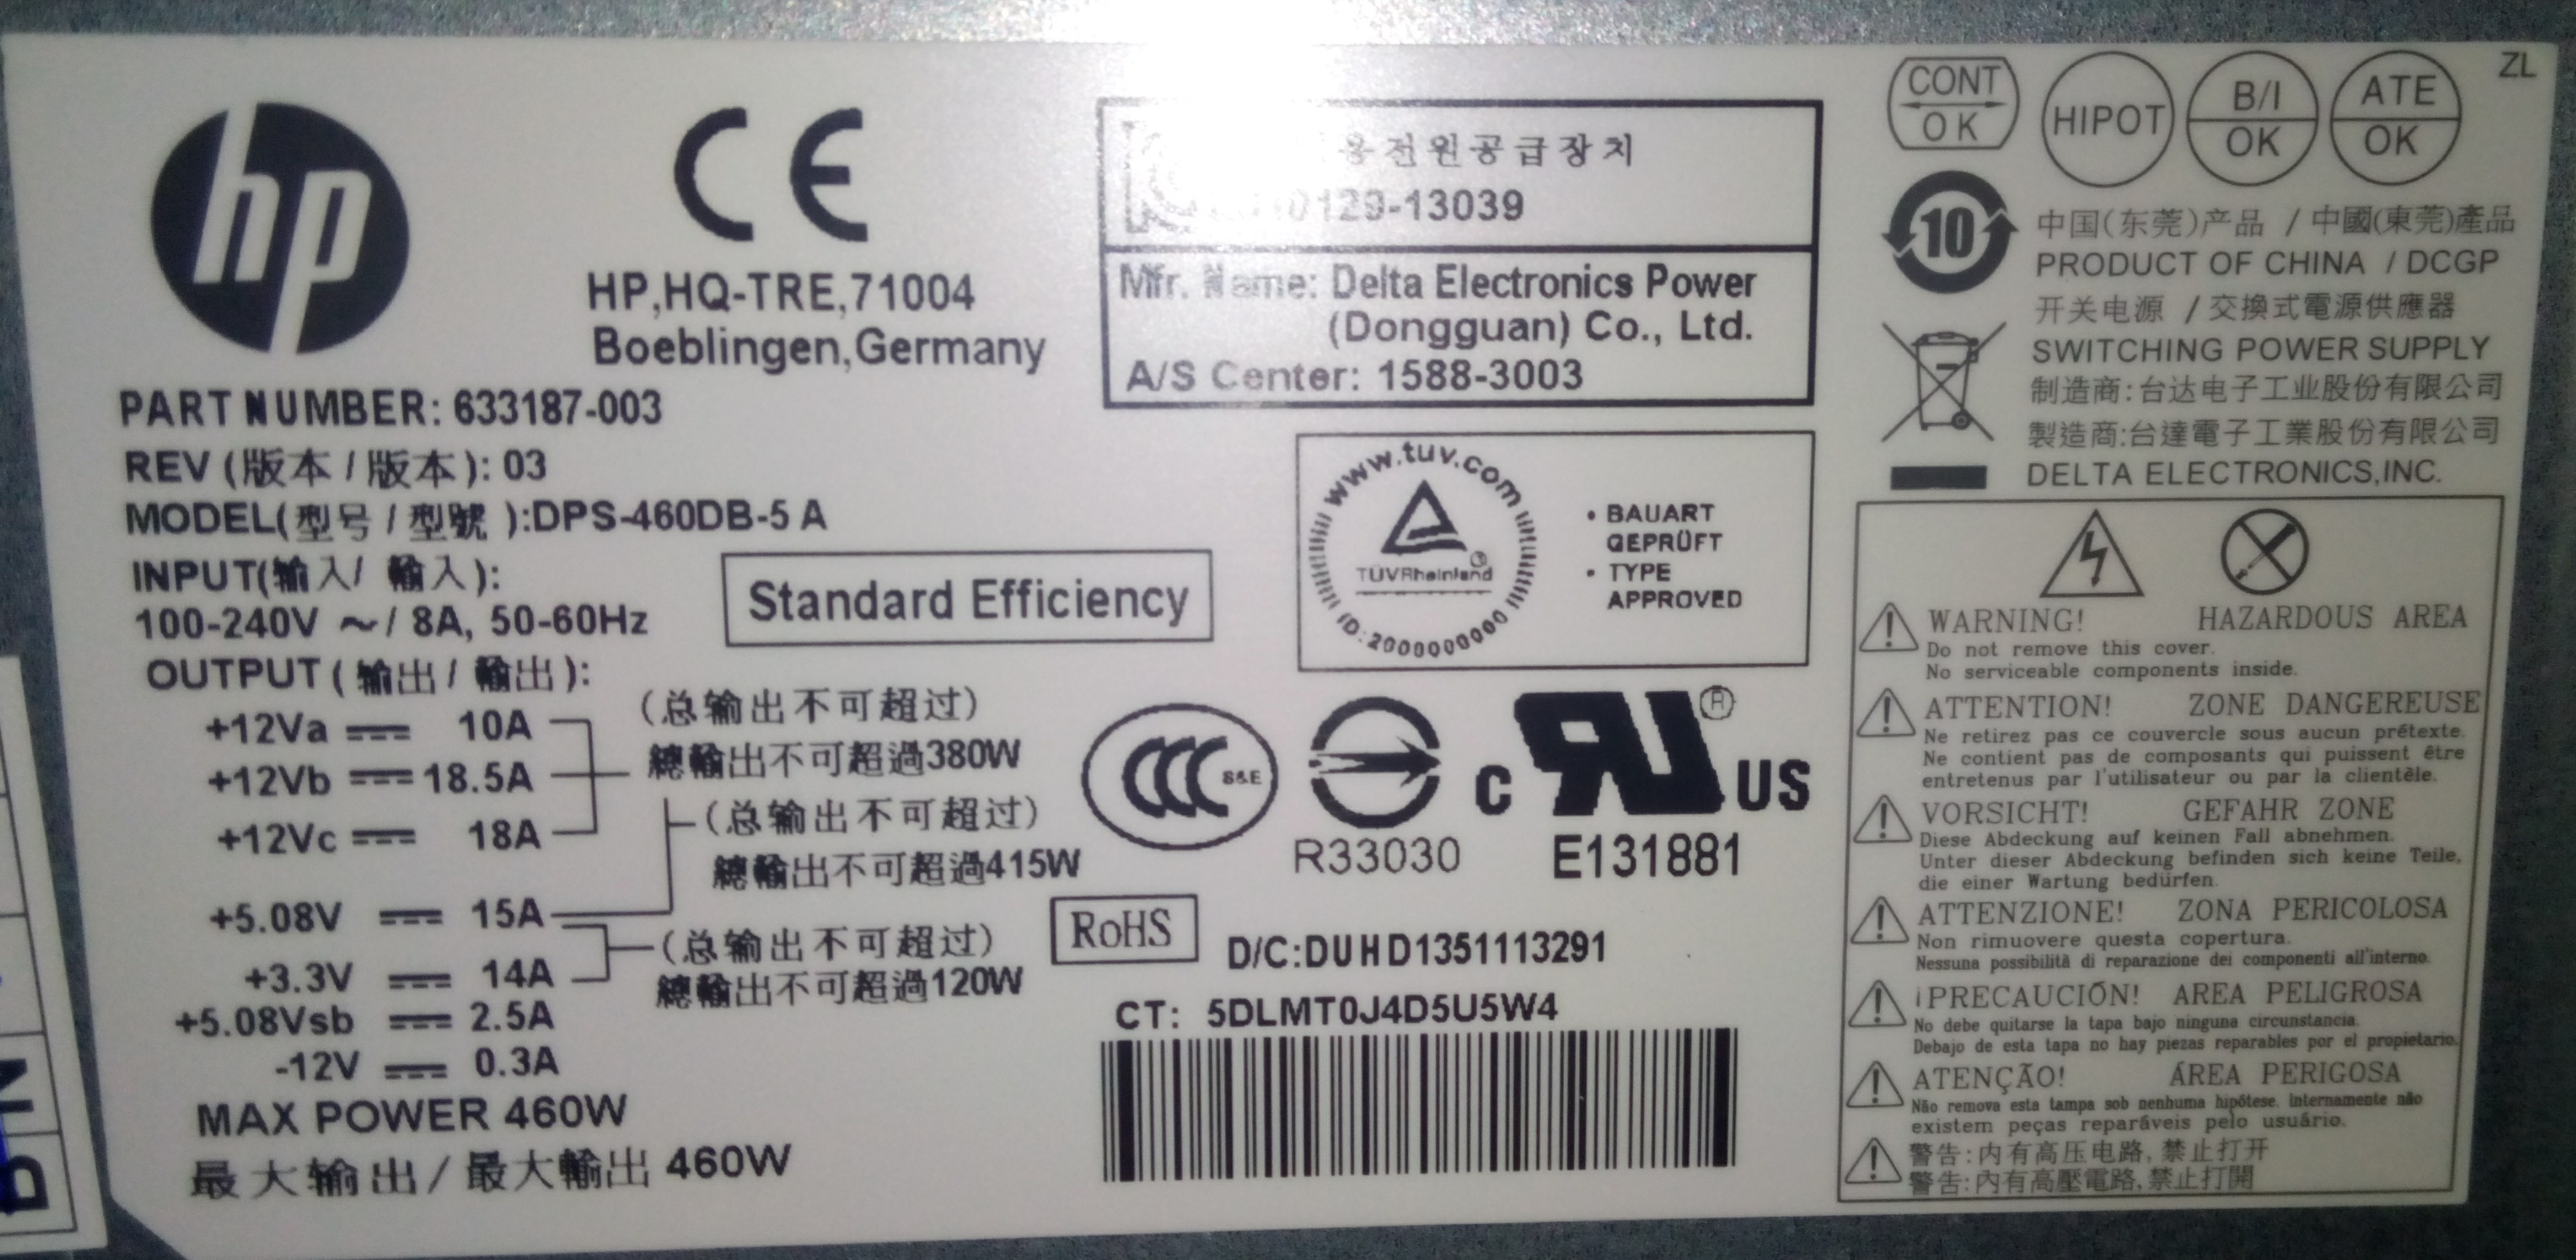 hp
CE
HP,HQ-TRE,71004
Boeblingen,Germany
PART NUMBER: 633187-003
REV (版本 / 版本): 03
MODEL(型号 / 型號 ):DPS-460DB-5 A
INPUT(输入/ 輸入):
100-240V ～/ 8A, 50-60Hz
Standard Efficiency
OUTPUT ( 输出 / 輸出 ):
+12Va 10A
+12Vb 18.5A
+12Vc 18A
(总输出不可超过)
總輸出不可超過380W
(总输出不可超过)
總輸出不可超過415W
+5.08V 15A
+3.3V 14A
(总输出不可超过)
總輸出不可超過120W
+5.08Vsb 2.5A
-12V 0.3A
MAX POWER 460W
最大输出 / 最大輸出 460W
용전원공급장치
0129-13039
Mfr. Name: Delta Electronics Power
(Dongguan) Co., Ltd.
A/S Center: 1588-3003
www.tuv.com
TÜVRheinland
ID:2000000000
• BAUART
GEPRÜFT
• TYPE
APPROVED
CCC S&E
R33030
c RU ® US
E131881
RoHS
D/C:DUHD1351113291
CT: 5DLMT0J4D5U5W4
CONT
OK
HIPOT
B/I
OK
ATE
OK
ZL
10
中国(东莞)产品 / 中國(東莞)產品
PRODUCT OF CHINA / DCGP
开关电源 / 交換式電源供應器
SWITCHING POWER SUPPLY
制造商:台达电子工业股份有限公司
製造商:台達電子工業股份有限公司
DELTA ELECTRONICS,INC.
WARNING! HAZARDOUS AREA
Do not remove this cover.
No serviceable components inside.
ATTENTION! ZONE DANGEREUSE
Ne retirez pas ce couvercle sous aucun prétexte.
Ne contient pas de composants qui puissent être
entretenus par l'utilisateur ou par la clientèle.
VORSICHT! GEFAHR ZONE
Diese Abdeckung auf keinen Fall abnehmen.
Unter dieser Abdeckung befinden sich keine Teile,
die einer Wartung bedürfen.
ATTENZIONE! ZONA PERICOLOSA
Non rimuovere questa copertura.
Nessuna possibilità di reparazione dei componenti all'interno.
¡PRECAUCIÓN! AREA PELIGROSA
No debe quitarse la tapa bajo ninguna circunstancia.
Debajo de esta tapa no hay piezas reparables por el propietario.
ATENÇÃO! ÁREA PERIGOSA
Não remova esta tampa sob nenhuma hipótese. Internamente não
existem peças reparáveis pelo usuário.
警告:内有高压电路,禁止打开
警告:內有高壓電路,禁止打開